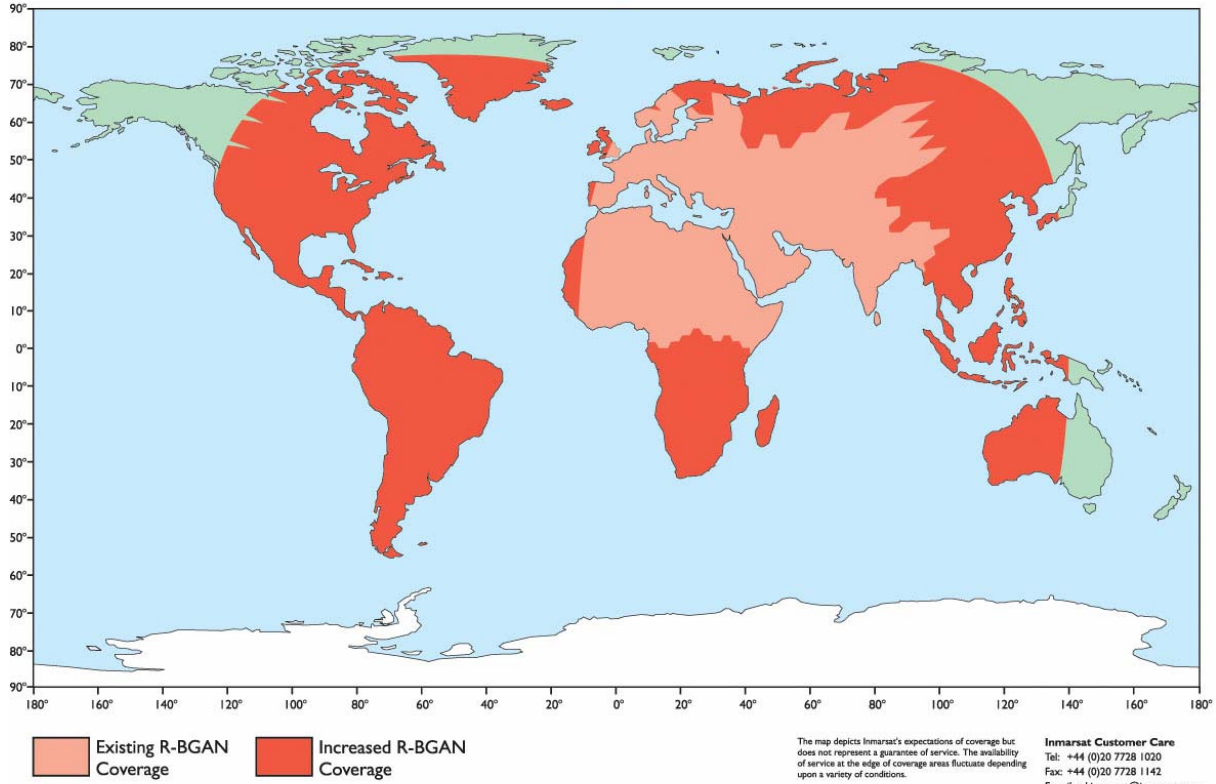 90°
80°
70°
60°
50°
40°
30°
20°
10°
0°
10°
20°
30°
40°
50°
60°
70°
80°
90°
180° 160° 140° 120° 100° 80° 60° 40° 20° 0° 20° 40° 60° 80° 100° 120° 140° 160° 180°
Existing R-BGAN
Coverage
Increased R-BGAN
Coverage
The map depicts Inmarsat's expectations of coverage but
does not represent a guarantee of service. The availability
of service at the edge of coverage areas fluctuate depending
upon a variety of conditions.
Inmarsat Customer Care
Tel: +44 (0)20 7728 1020
Fax: +44 (0)20 7728 1142